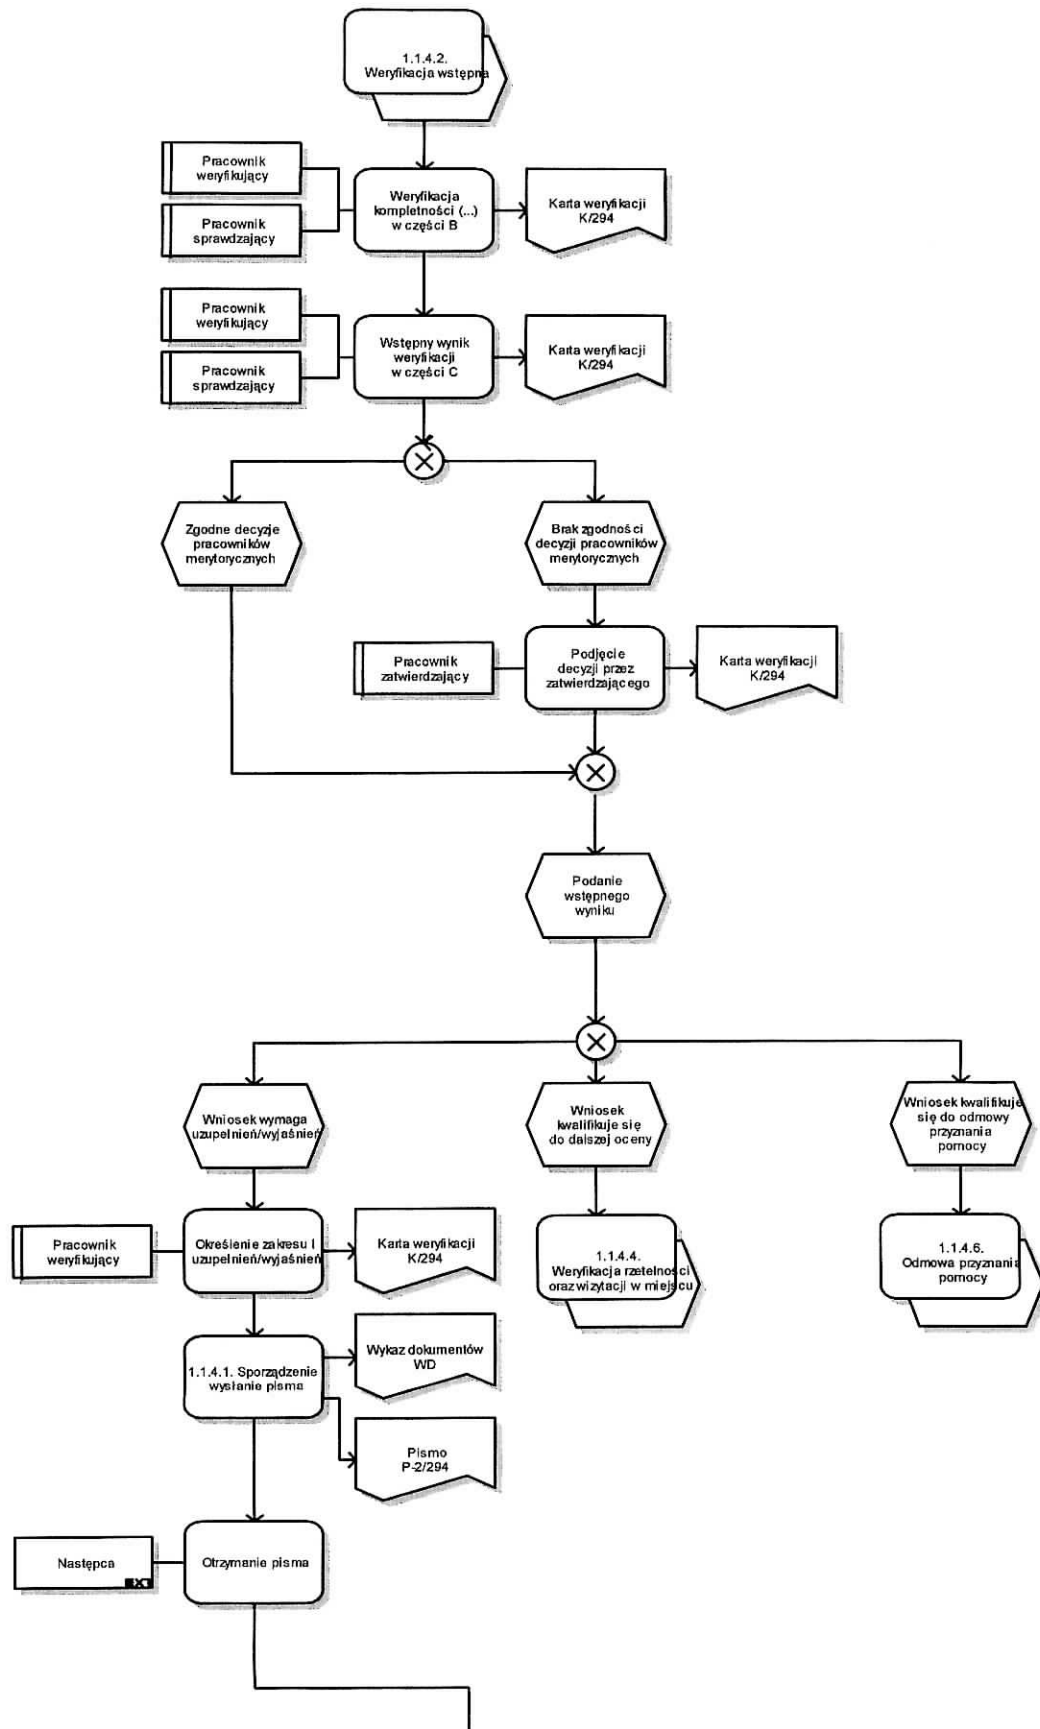 1.1.4.2.
Weryfikacja wstępna
Pracownik
weryfikujący
Pracownik
sprawdzający
Weryfikacja
kompletności (...)
w części B
Karta weryfikacji
K/294
Pracownik
weryfikujący
Pracownik
sprawdzający
Wstępny wynik
weryfikacji
w części C
Karta weryfikacji
K/294
Zgodne decyzje
pracowników
merytorycznych
Brak zgodności
decyzji pracowników
merytorycznych
Pracownik
zatwierdzający
Podjęcie
decyzji przez
zatwierdzającego
Karta weryfikacji
K/294
Podanie
wstępnego
wyniku
Wniosek wymaga
uzupełnień/wyjaśnień
Wniosek
kwalifikuje się
do dalszej oceny
Wniosek kwalifikuje
się do odmowy
przyznania
pomocy
Pracownik
weryfikujący
Określenie zakresu i
uzupełnień/wyjaśnień
Karta weryfikacji
K/294
1.1.4.4.
Weryfikacja rzetelności
oraz wizytacji w miejscu
1.1.4.6.
Odmowa przyznania
pomocy
1.1.4.1. Sporządzenie
wysłanie pisma
Wykaz dokumentów
WD
Pismo
P-2/294
Następca
EXT
Otrzymanie pisma